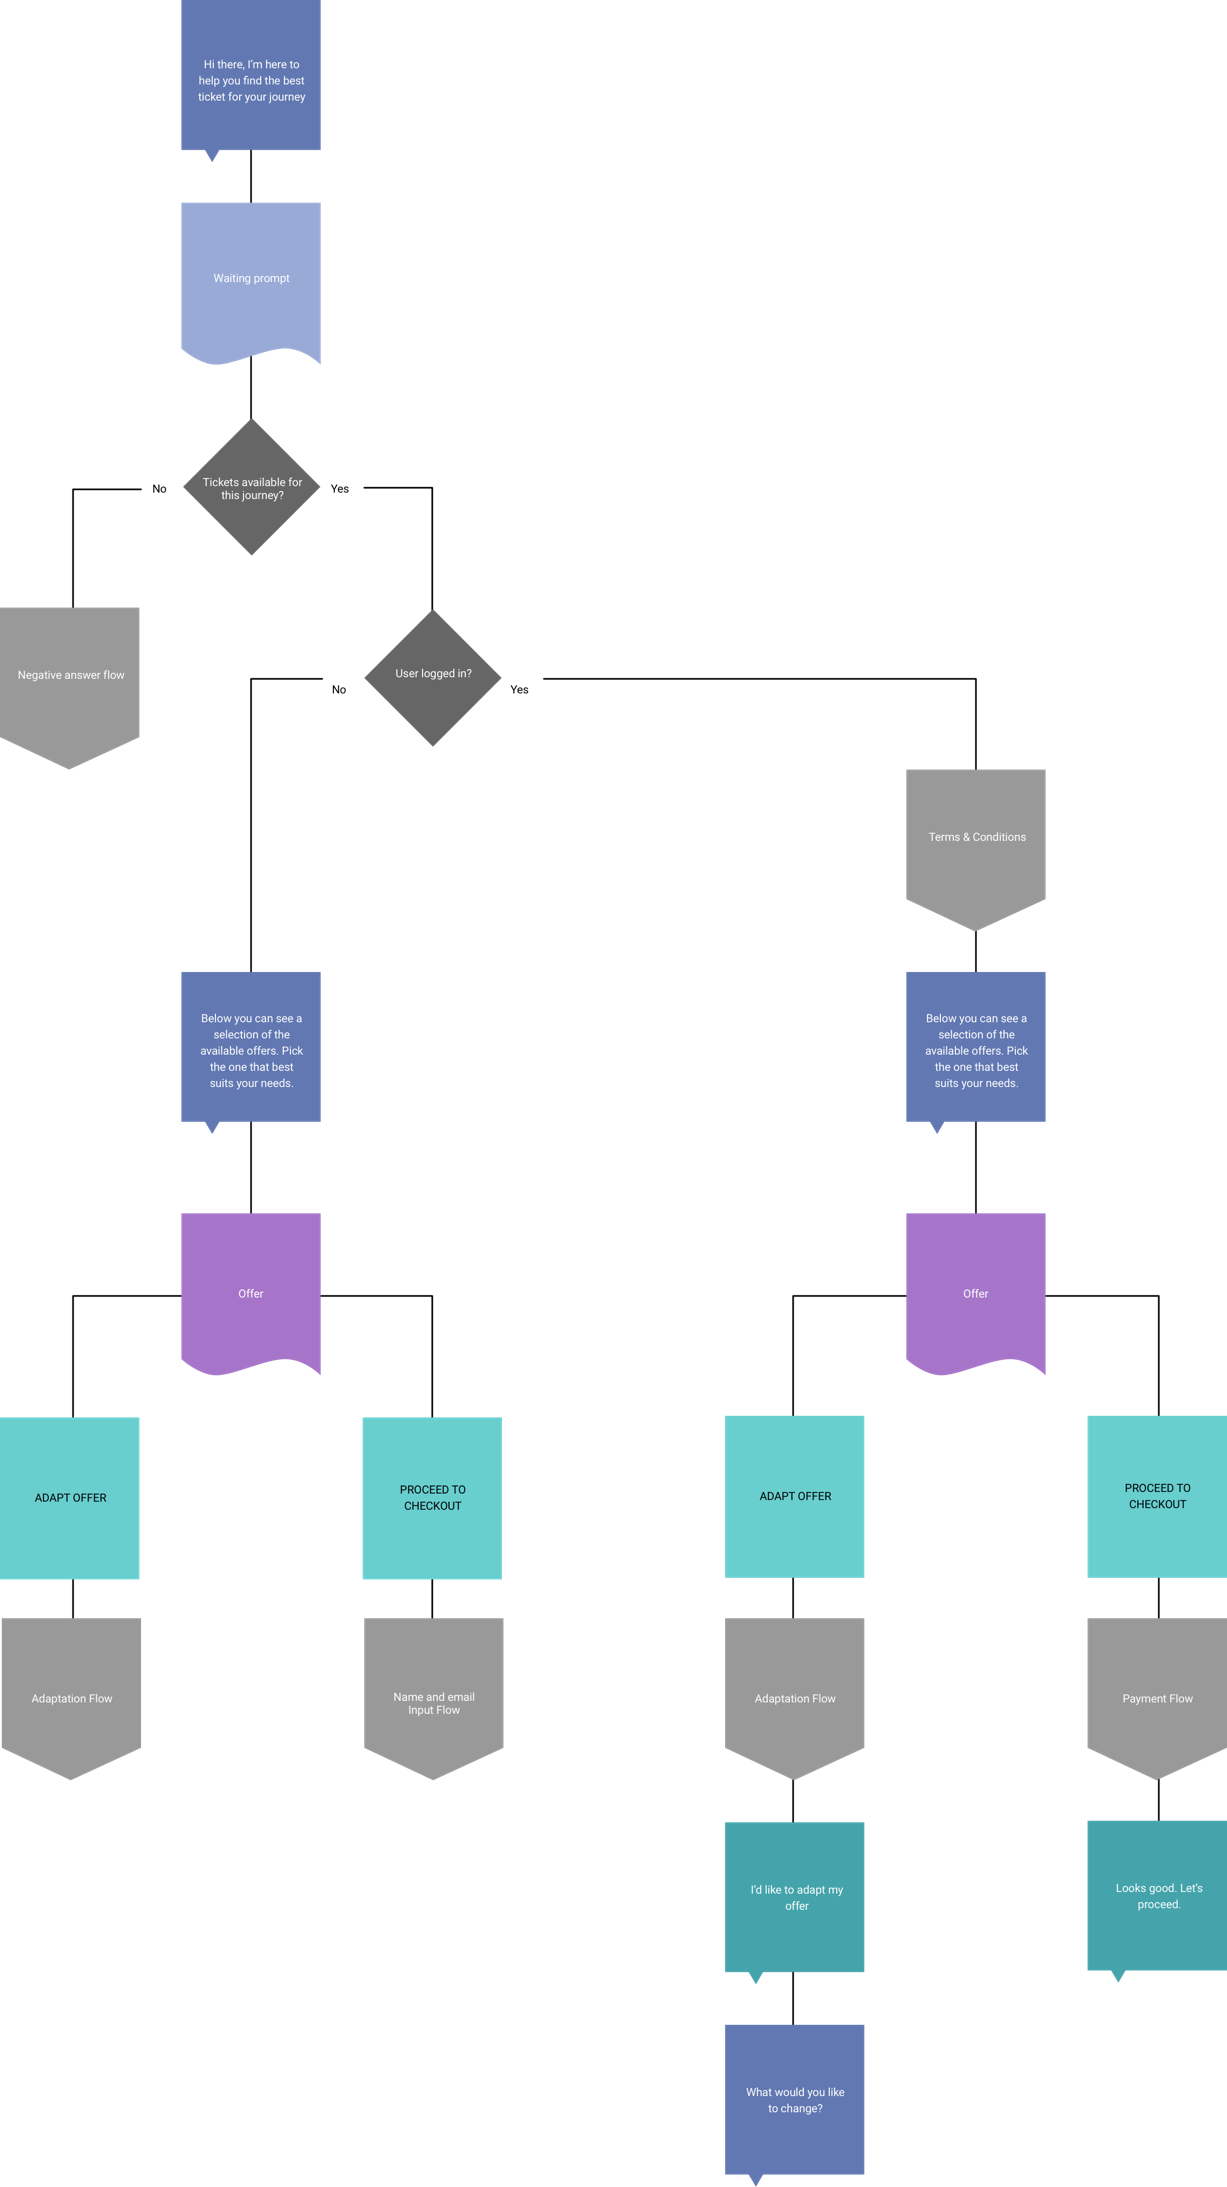 Hi there, I'm here to
help you find the best
ticket for your journey
Waiting prompt
No
Tickets available for
this journey?
Yes
Negative answer flow
User logged in?
No
Yes
Terms & Conditions
Below you can see a
selection of the
available offers. Pick
the one that best
suits your needs.
Below you can see a
selection of the
available offers. Pick
the one that best
suits your needs.
Offer
Offer
ADAPT OFFER
PROCEED TO
CHECKOUT
ADAPT OFFER
PROCEED TO
CHECKOUT
Adaptation Flow
Name and email
Input Flow
Adaptation Flow
Payment Flow
I'd like to adapt my
offer
Looks good. Let's
proceed.
What would you like
to change?